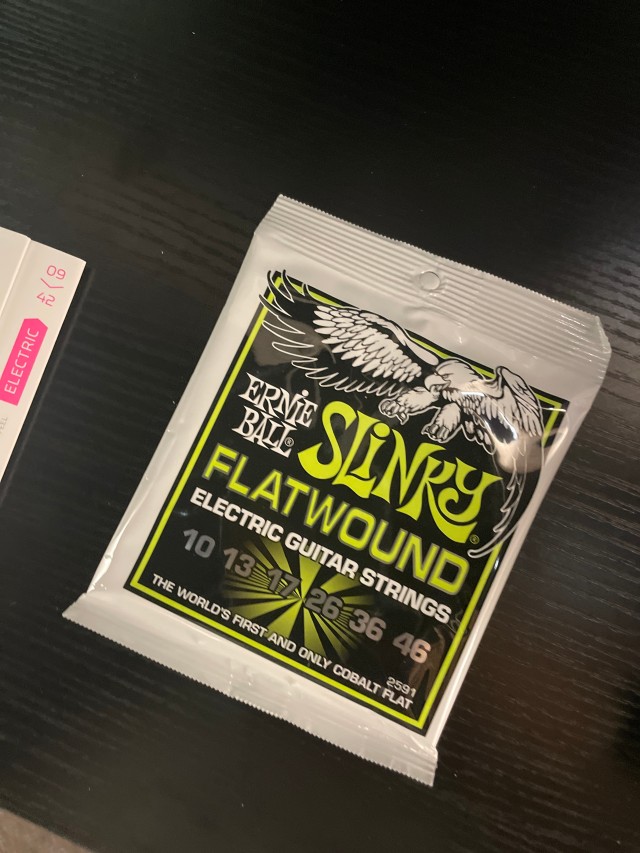 ERNIE
BALL®
SLINKY®
FLATWOUND
ELECTRIC GUITAR STRINGS
10 13 17 26 36 46
THE WORLD'S FIRST AND ONLY COBALT FLAT
2591
ELECTRIC
09/42